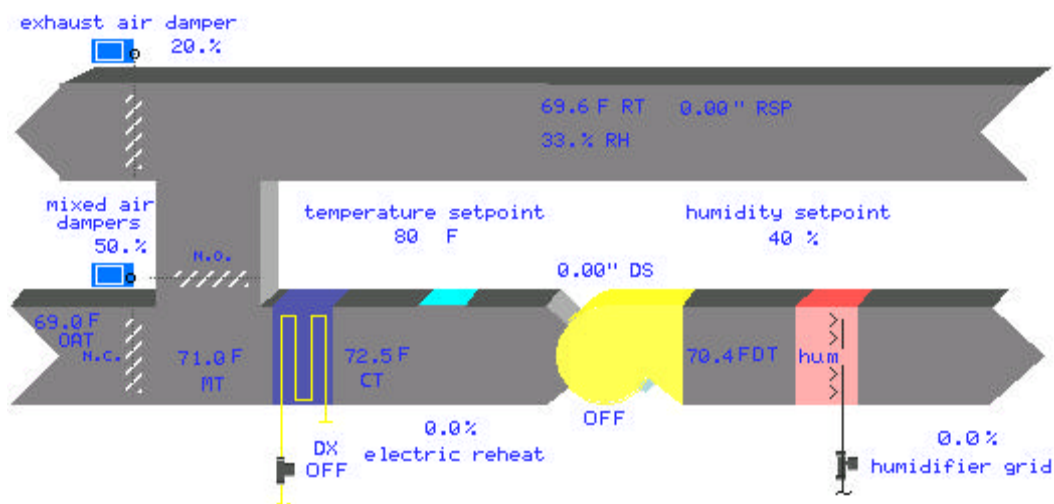 exhaust air damper
20.%
69.6 F RT 0.00" RSP
33.% RH
mixed air
dampers
50.%
temperature setpoint
80 F
humidity setpoint
40 %
N.O.
0.00" DS
69.0 F
OAT
N.C.
71.0 F
MT
72.5 F
CT
70.4 FDT
hum
OFF
0.0%
electric reheat
DX
OFF
0.0%
humidifier grid